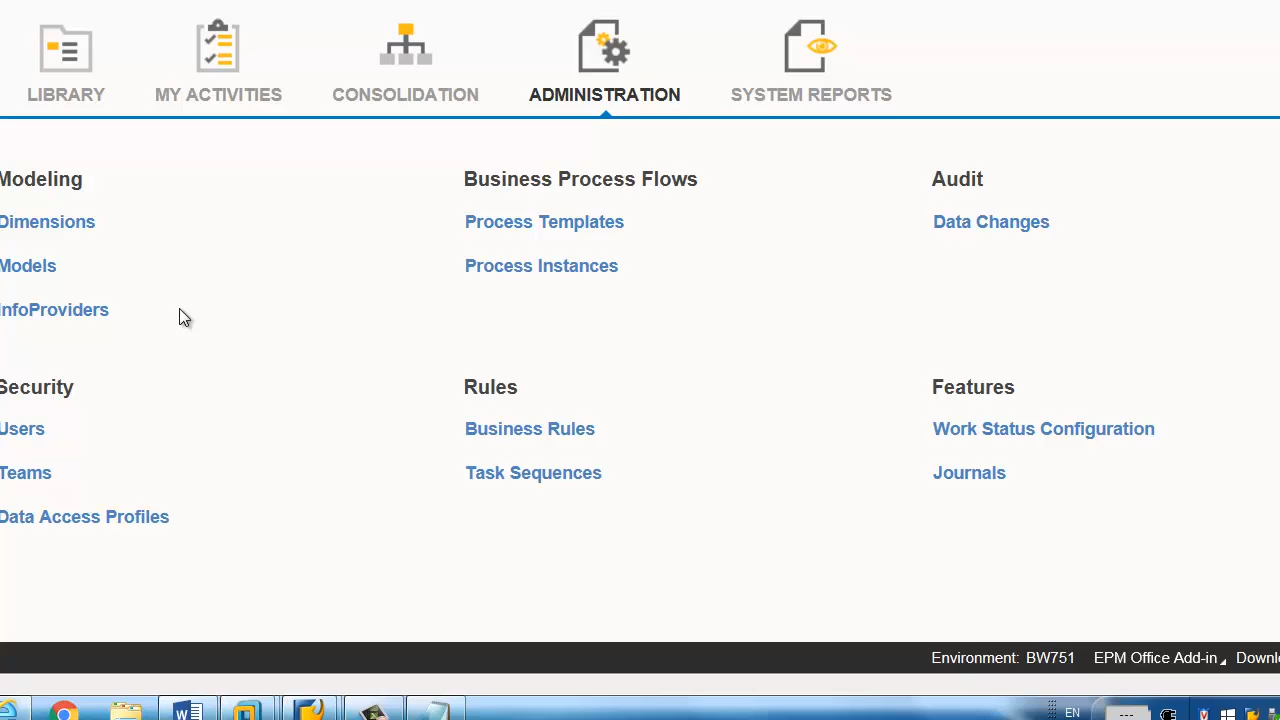 LIBRARY
MY ACTIVITIES
CONSOLIDATION
ADMINISTRATION
SYSTEM REPORTS
Modeling
Dimensions
Models
InfoProviders
Business Process Flows
Process Templates
Process Instances
Audit
Data Changes
Security
Users
Teams
Data Access Profiles
Rules
Business Rules
Task Sequences
Features
Work Status Configuration
Journals
Environment: BW751 EPM Office Add-in Downlo
EN